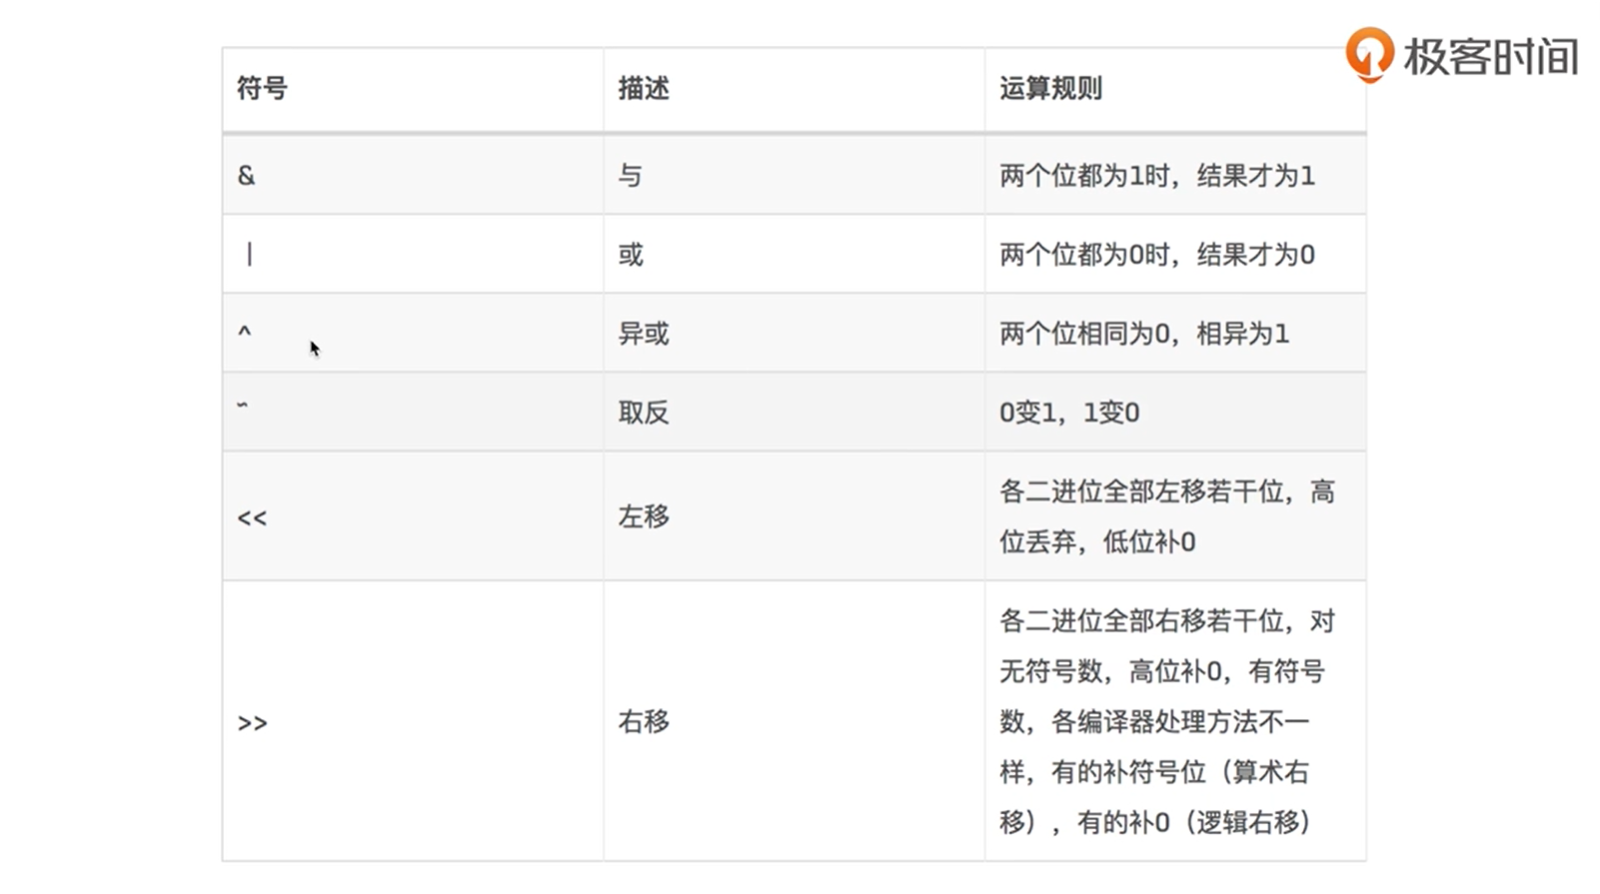 极客时间
符号 描述 运算规则
& 与 两个位都为1时，结果才为1
| 或 两个位都为0时，结果才为0
^ 异或 两个位相同为0，相异为1
~ 取反 0变1，1变0
<< 左移 各二进位全部左移若干位，高
位丢弃，低位补0
>> 右移 各二进位全部右移若干位，对
无符号数，高位补0，有符号
数，各编译器处理方法不一
样，有的补符号位（算术右
移），有的补0（逻辑右移）